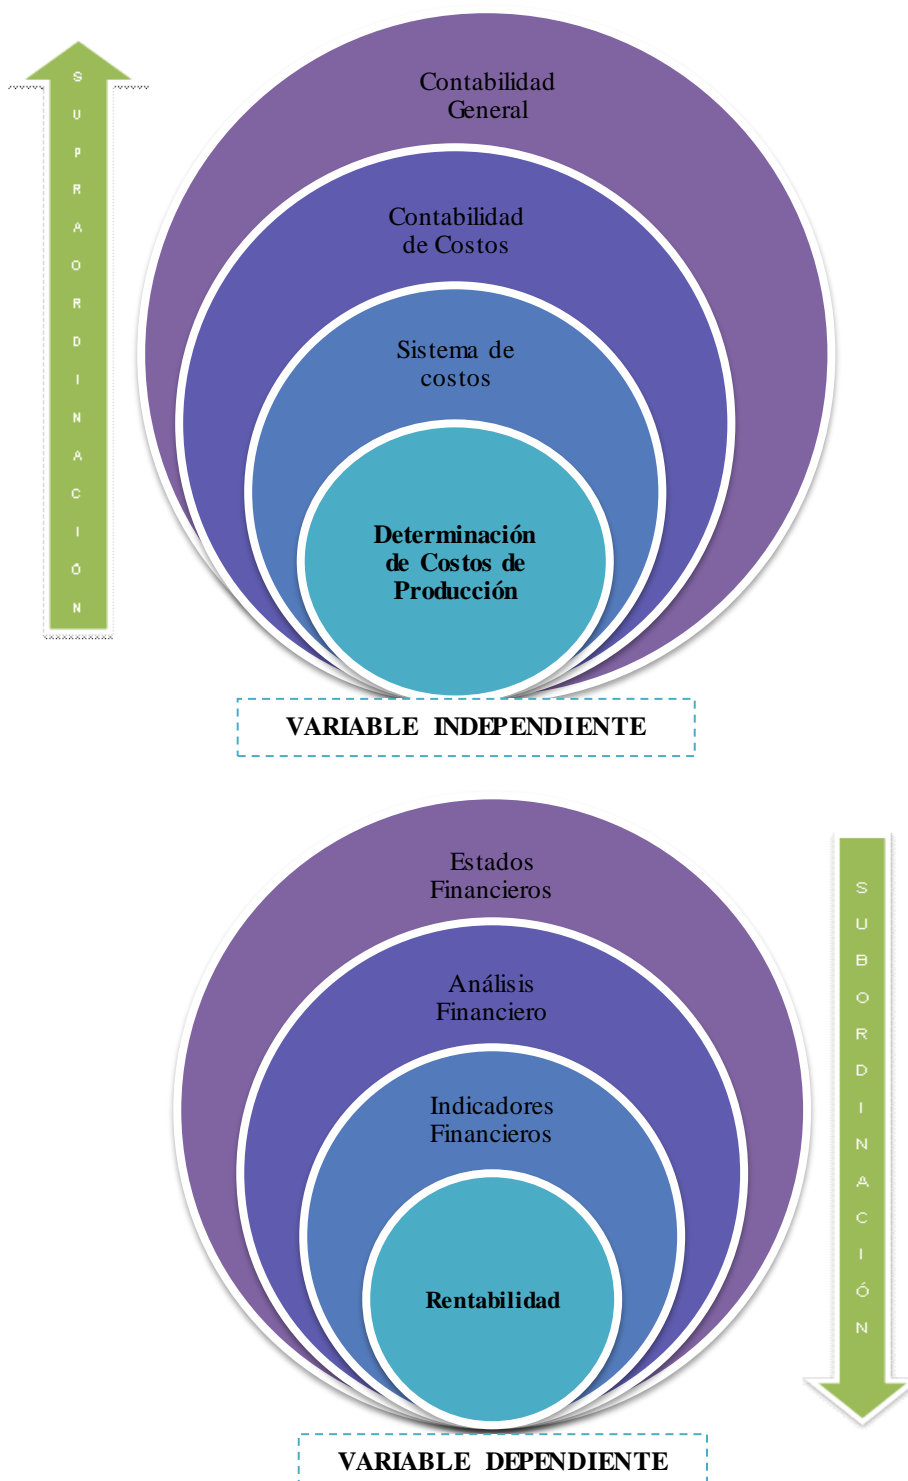 SUPRAORDINACIÓN
Contabilidad
General
Contabilidad
de Costos
Sistema de
costos
Determinación
de Costos de
Producción
VARIABLE INDEPENDIENTE
Estados
Financieros
Análisis
Financiero
Indicadores
Financieros
Rentabilidad
SUBORDINACIÓN
VARIABLE DEPENDIENTE